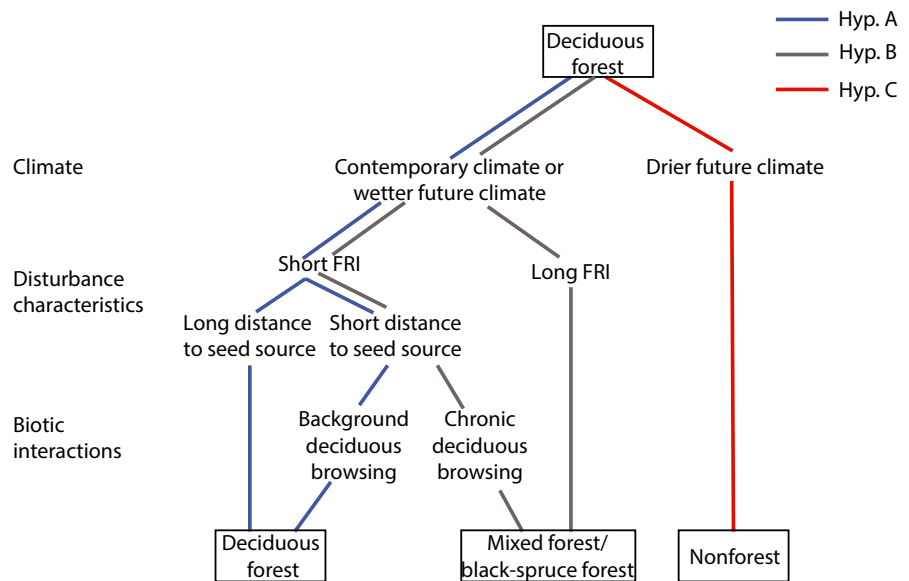 Deciduous
forest
Hyp. A
Hyp. B
Hyp. C
Climate
Contemporary climate or
wetter future climate
Drier future climate
Disturbance
characteristics
Short FRI
Long FRI
Long distance
to seed source
Short distance
to seed source
Biotic
interactions
Background
deciduous
browsing
Chronic
deciduous
browsing
Deciduous
forest
Mixed forest/
black-spruce forest
Nonforest